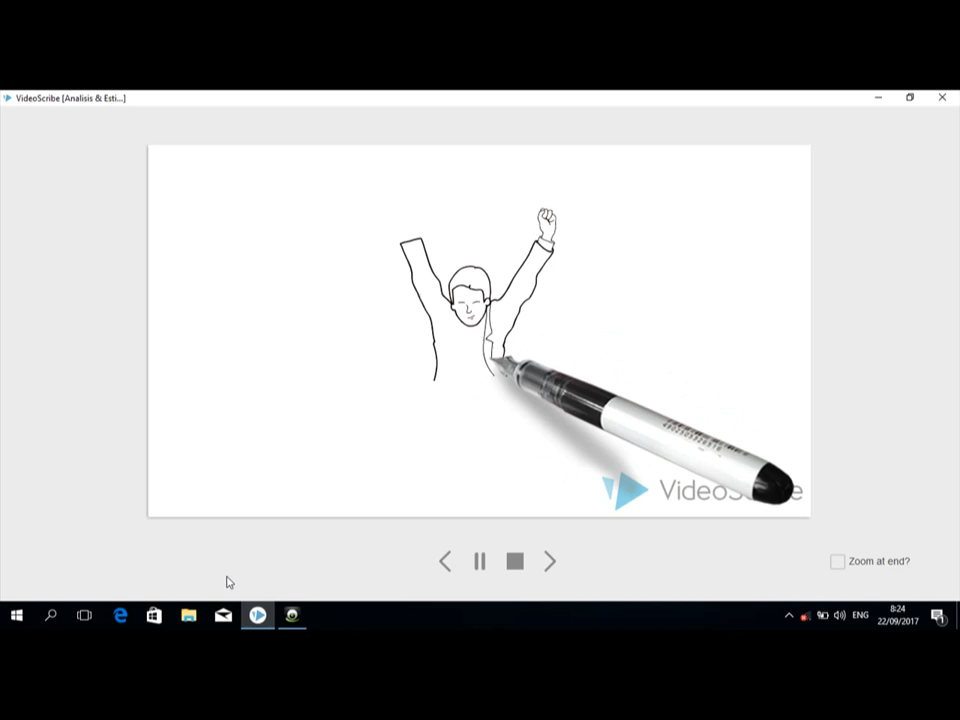 VideoScribe [Analisis & Esti...]
VideoScribe
Zoom at end?
ENG
8:24
22/09/2017